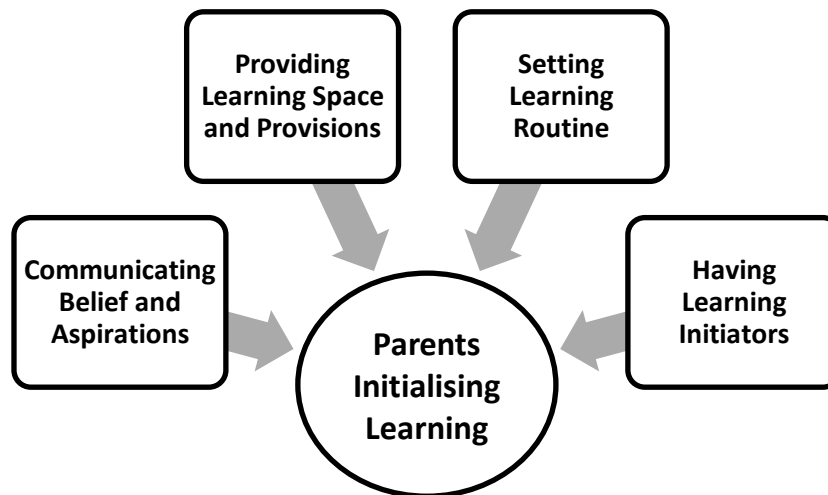 Providing
Learning Space
and Provisions
Setting
Learning
Routine
Communicating
Belief and
Aspirations
Having
Learning
Initiators
Parents
Initialising
Learning